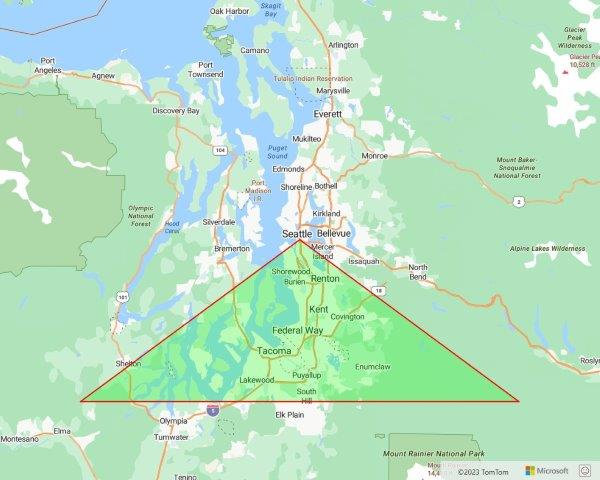 Oak Harbor
Skagit
Bay
Glacier
Peak
Wilderness
Camano
Arlington
Port
Angeles
Agnew
Port
Townsend
Tulalip Indian Reservation
10,528 ft
Marysville
Discovery Bay
Everett
Mukilteo
104
Puget
Sound
Monroe
Edmonds
Mount Baker-
Snoqualmie
National Forest
Port
Madison
I.R.
Shoreline
Bothell
2
Olympic
National
Forest
Hood
Canal
Silverdale
Kirkland
Seattle
Bellevue
Bremerton
Mercer
Island
Alpine Lakes Wilderness
Issaquah
North
Bend
Shorewood
Burien
Renton
18
101
Kent
Covington
Federal Way
Tacoma
Shelton
Enumclaw
Roslyn
Lakewood
Puyallup
South
Hill
5
Elk Plain
Olympia
Elma
Montesano
Tumwater
Mount Rainier National Park
Tenino
©2023 TomTom
Microsoft